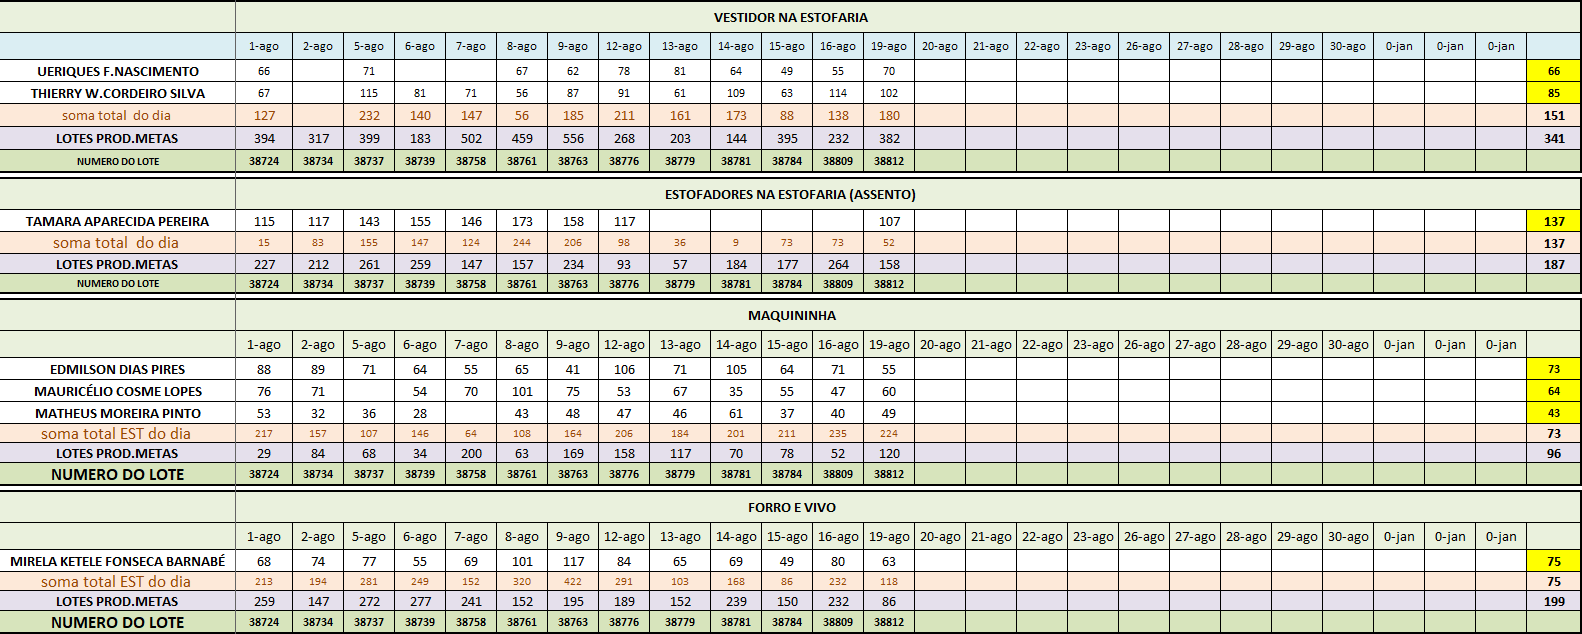 VESTIDOR NA ESTOFARIA
1-ago 2-ago 5-ago 6-ago 7-ago 8-ago 9-ago 12-ago 13-ago 14-ago 15-ago 16-ago 19-ago 20-ago 21-ago 22-ago 23-ago 26-ago 27-ago 28-ago 29-ago 30-ago 0-jan 0-jan 0-jan
UERIQUES F.NASCIMENTO 66 71 67 62 78 81 64 49 55 70 66
THIERRY W.CORDEIRO SILVA 67 115 81 71 56 87 91 61 109 63 114 102 85
soma total do dia 127 232 140 147 56 185 211 161 173 88 138 180 151
LOTES PROD.METAS 394 317 399 183 502 459 556 268 203 144 395 232 382 341
NUMERO DO LOTE 38724 38734 38737 38739 38758 38761 38763 38776 38779 38781 38784 38809 38812
ESTOFADORES NA ESTOFARIA (ASSENTO)
TAMARA APARECIDA PEREIRA 115 117 143 155 146 173 158 117 107 137
soma total do dia 15 83 155 147 124 244 206 98 36 9 73 73 52 137
LOTES PROD.METAS 227 212 261 259 147 157 234 93 57 184 177 264 158 187
NUMERO DO LOTE 38724 38734 38737 38739 38758 38761 38763 38776 38779 38781 38784 38809 38812
MAQUININHA
1-ago 2-ago 5-ago 6-ago 7-ago 8-ago 9-ago 12-ago 13-ago 14-ago 15-ago 16-ago 19-ago 20-ago 21-ago 22-ago 23-ago 26-ago 27-ago 28-ago 29-ago 30-ago 0-jan 0-jan 0-jan
EDMILSON DIAS PIRES 88 89 71 64 55 65 41 106 71 105 64 71 55 73
MAURICÉLIO COSME LOPES 76 71 54 70 101 75 53 67 35 55 47 60 64
MATHEUS MOREIRA PINTO 53 32 36 28 43 48 47 46 61 37 40 49 43
soma total EST do dia 217 157 107 146 64 108 164 206 184 201 211 235 224 73
LOTES PROD.METAS 29 84 68 34 200 63 169 158 117 70 78 52 120 96
NUMERO DO LOTE 38724 38734 38737 38739 38758 38761 38763 38776 38779 38781 38784 38809 38812
FORRO E VIVO
1-ago 2-ago 5-ago 6-ago 7-ago 8-ago 9-ago 12-ago 13-ago 14-ago 15-ago 16-ago 19-ago 20-ago 21-ago 22-ago 23-ago 26-ago 27-ago 28-ago 29-ago 30-ago 0-jan 0-jan 0-jan
MIRELA KETELE FONSECA BARNABÉ 68 74 77 55 69 101 117 84 65 69 49 80 63 75
soma total EST do dia 213 194 281 249 152 320 422 291 103 168 86 232 118 75
LOTES PROD.METAS 259 147 272 277 241 152 195 189 152 239 150 232 86 199
NUMERO DO LOTE 38724 38734 38737 38739 38758 38761 38763 38776 38779 38781 38784 38809 38812